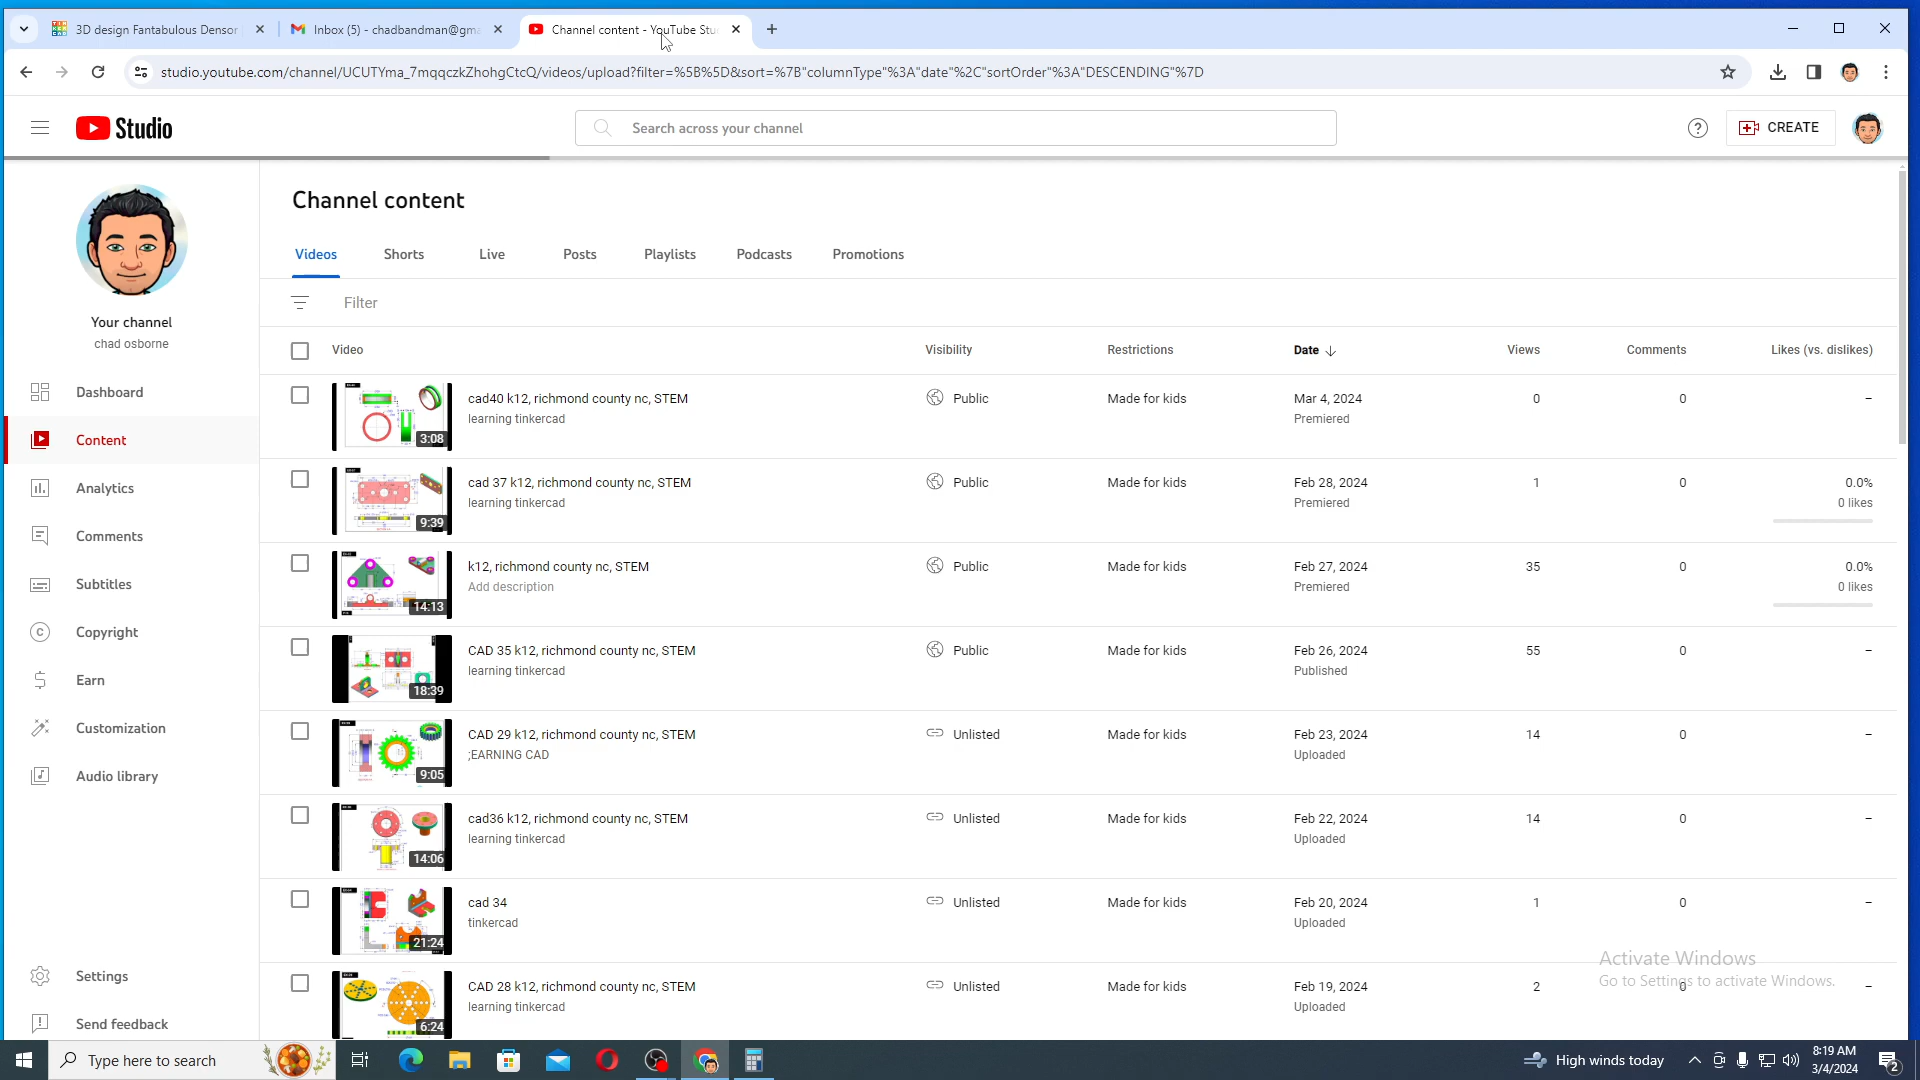 3D design Fantabulous Densor
Inbox (5) - chadbandman@gma
Channel content - YouTube Stu
studio.youtube.com/channel/UCUTYma_7mqqczkZhohgCtcQ/videos/upload?filter=%5B%5D&sort=%7B"columnType"%3A"date"%2C"sortOrder"%3A"DESCENDING"%7D
Studio
Search across your channel
CREATE
Your channel
chad osborne
Dashboard
Content
Analytics
Comments
Subtitles
Copyright
Earn
Customization
Audio library
Settings
Send feedback
Channel content
Videos Shorts Live Posts Playlists Podcasts Promotions
Filter
Video Visibility Restrictions Date Views Comments Likes (vs. dislikes)
3:08 cad40 k12, richmond county nc, STEM Public Made for kids Mar 4, 2024 0 0 –
learning tinkercad Premiered
9:39 cad 37 k12, richmond county nc, STEM Public Made for kids Feb 28, 2024 1 0 0.0%
learning tinkercad Premiered 0 likes
14:13 k12, richmond county nc, STEM Public Made for kids Feb 27, 2024 35 0 0.0%
Add description Premiered 0 likes
18:39 CAD 35 k12, richmond county nc, STEM Public Made for kids Feb 26, 2024 55 0 –
learning tinkercad Published
9:05 CAD 29 k12, richmond county nc, STEM Unlisted Made for kids Feb 23, 2024 14 0 –
;EARNING CAD Uploaded
14:06 cad36 k12, richmond county nc, STEM Unlisted Made for kids Feb 22, 2024 14 0 –
learning tinkercad Uploaded
21:24 cad 34 Unlisted Made for kids Feb 20, 2024 1 0 –
tinkercad Uploaded
6:24 CAD 28 k12, richmond county nc, STEM Unlisted Made for kids Feb 19, 2024 2 0 –
learning tinkercad Uploaded
Activate Windows
Go to Settings to activate Windows.
Type here to search
High winds today
8:19 AM
3/4/2024
2